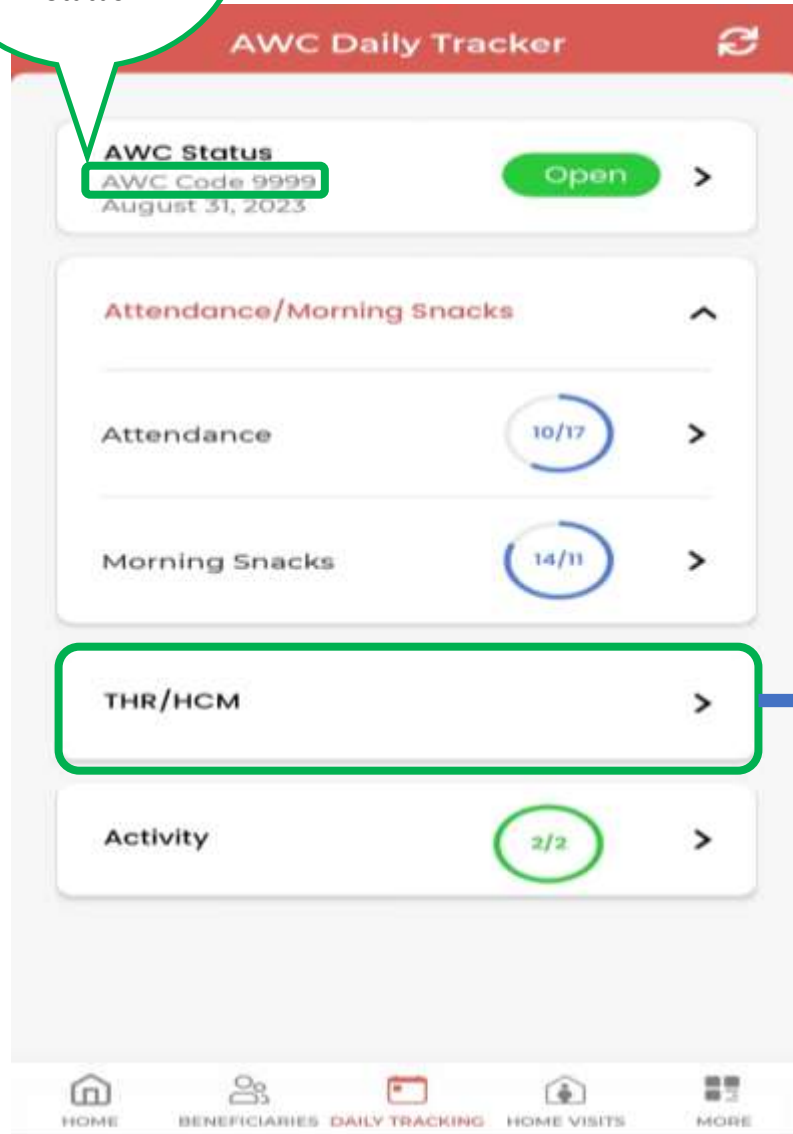 AWC Daily Tracker
AWC Status
AWC Code 9999
August 31, 2023
Open
Attendance/Morning Snacks
Attendance
10/17
Morning Snacks
14/11
THR/HCM
Activity
2/2
HOME
BENEFICIARIES
DAILY TRACKING
HOME VISITS
MORE